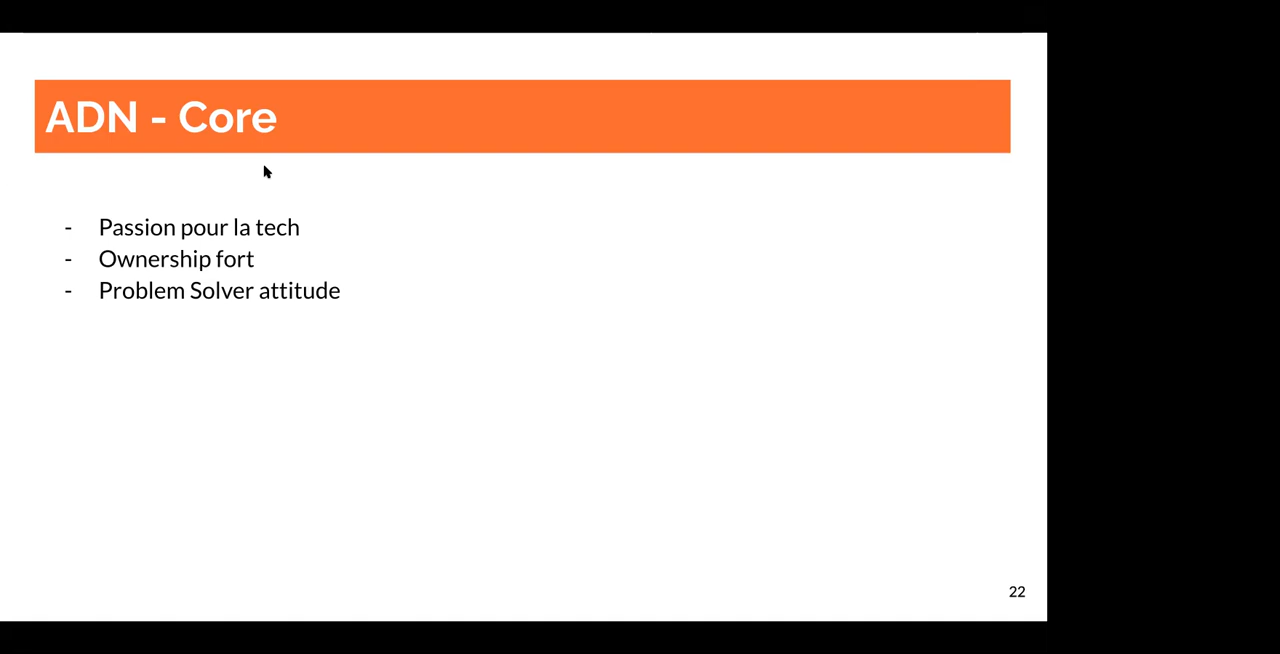 ADN - Core
- Passion pour la tech
- Ownership fort
- Problem Solver attitude
22